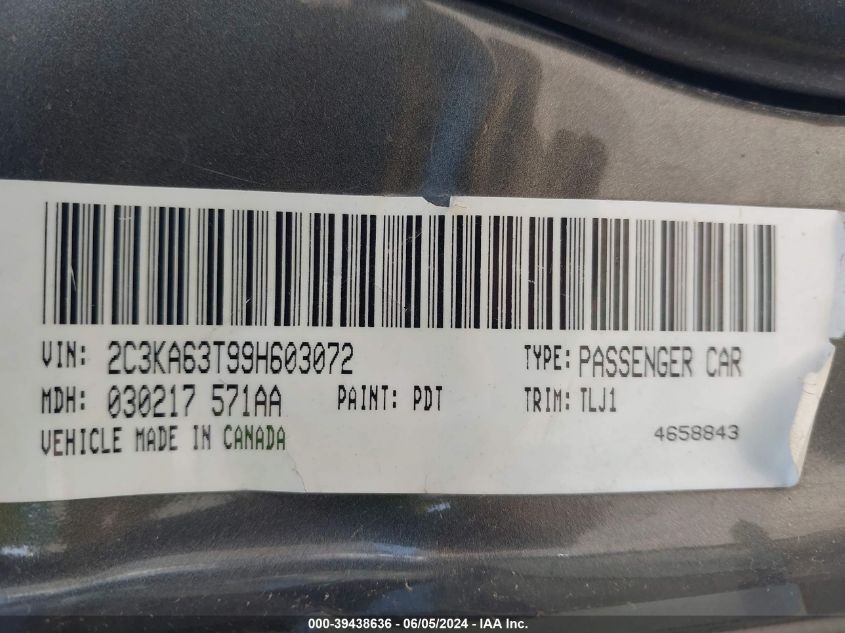 VIN: 2C3KA63T99H603072 TYPE: PASSENGER CAR
MDH: 030217 571AA PAINT: PDT TRIM: TLJ1
VEHICLE MADE IN CANADA 4658843
000-39438636 - 06/05/2024 - IAA Inc.